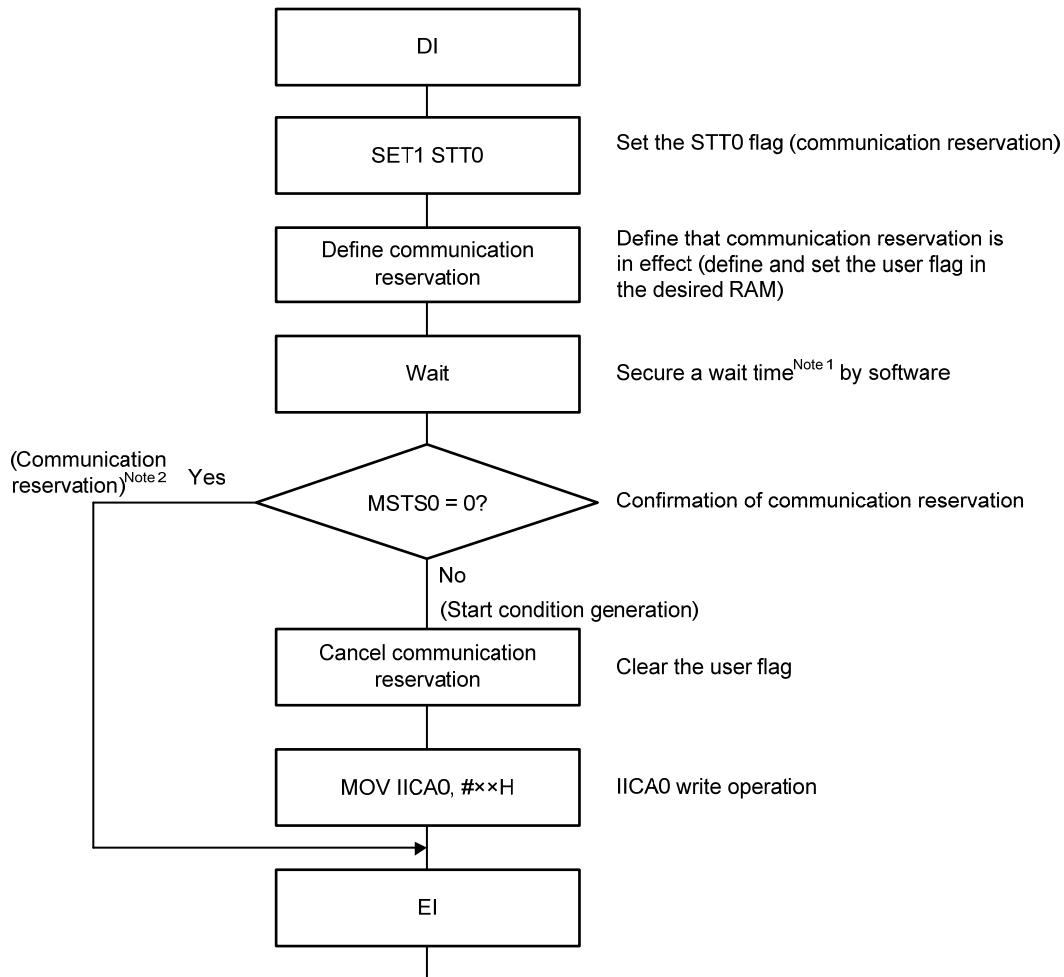 DI
SET1 STT0
Set the STT0 flag (communication reservation)
Define communication
reservation
Define that communication reservation is
in effect (define and set the user flag in
the desired RAM)
Wait
Secure a wait time Note 1 by software
(Communication
reservation) Note 2
Yes
MSTS0 = 0?
Confirmation of communication reservation
No
(Start condition generation)
Cancel communication
reservation
Clear the user flag
MOV IICA0, #××H
IICA0 write operation
EI